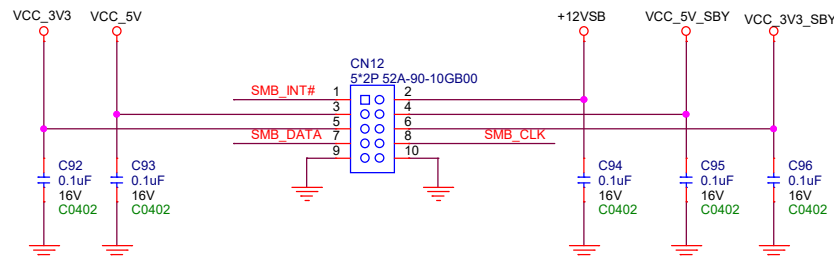 VCC_3V3
VCC_5V
+12VSB
VCC_5V_SBY
VCC_3V3_SBY
CN12
5*2P 52A-90-10GB00
SMB_INT#
1
2
3
4
5
6
SMB_DATA
7
8
SMB_CLK
9
10
C92
0.1uF
16V
C0402
C93
0.1uF
16V
C0402
C94
0.1uF
16V
C0402
C95
0.1uF
16V
C0402
C96
0.1uF
16V
C0402